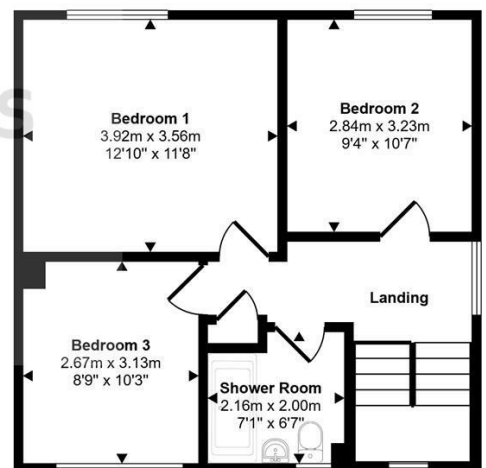 Bedroom 1
3.92m x 3.56m
12'10" x 11'8"
Bedroom 2
2.84m x 3.23m
9'4" x 10'7"
Landing
Bedroom 3
2.67m x 3.13m
8'9" x 10'3"
Shower Room
2.16m x 2.00m
7'1" x 6'7"